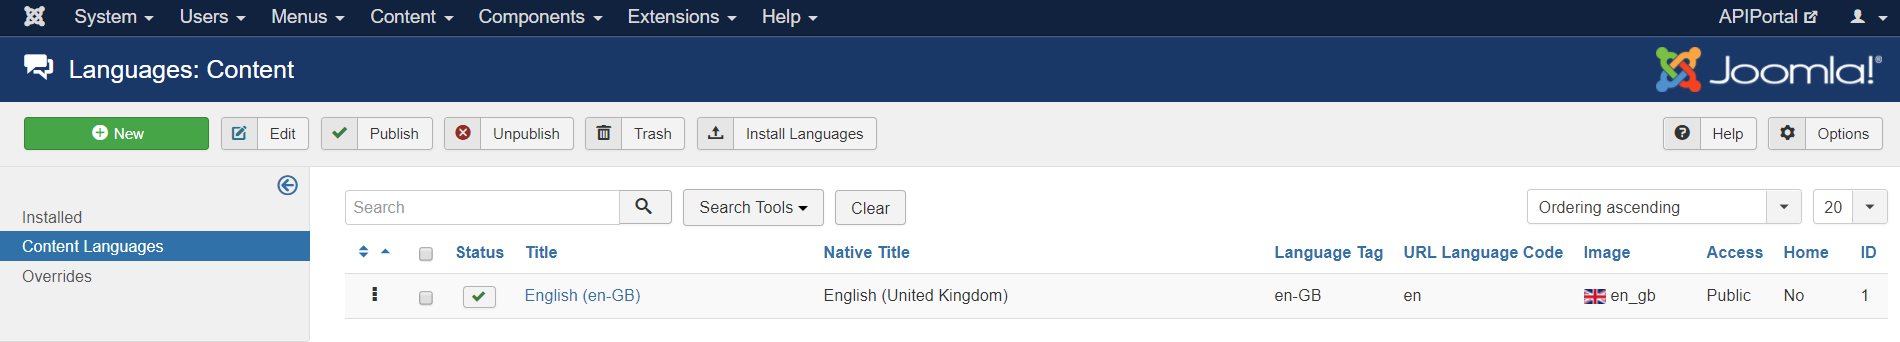 System Users Menus Content Components Extensions Help APIPortal
Languages: Content Joomla!®
New Edit Publish Unpublish Trash Install Languages Help Options
Search Search Tools Clear Ordering ascending 20
Installed
Content Languages
Overrides
Status Title Native Title Language Tag URL Language Code Image Access Home ID
English (en-GB) English (United Kingdom) en-GB en en_gb Public No 1